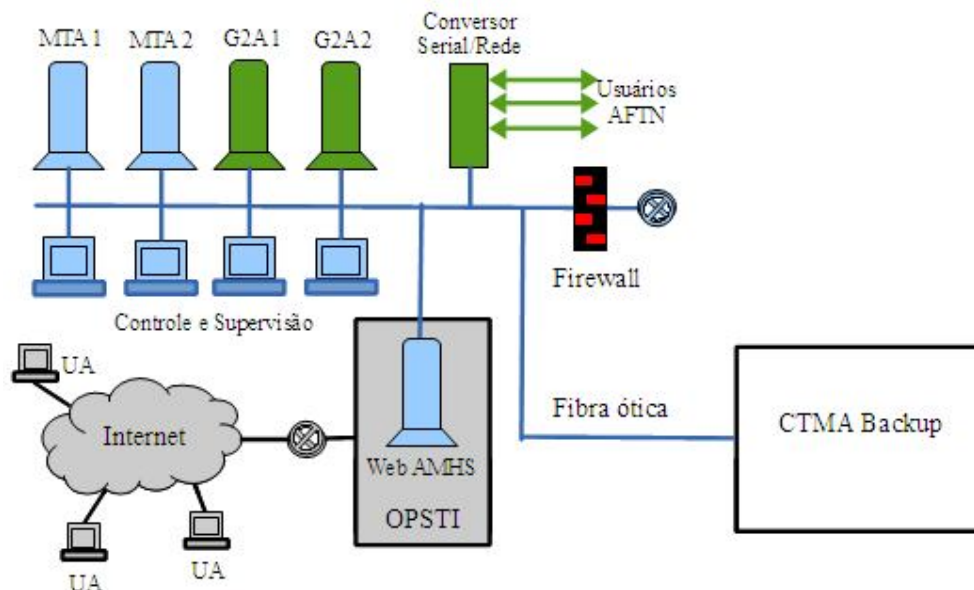 MTA 1
MTA 2
G2A 1
G2A 2
Conversor
Serial/Rede
Usuários
AFTN
Firewall
Controle e Supervisão
UA
Internet
Web AMHS
OPSTI
Fibra ótica
CTMA Backup
UA
UA